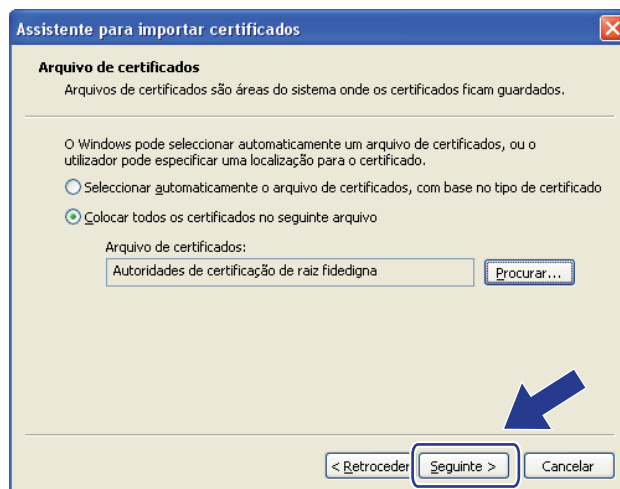 Assistente para importar certificados
Arquivo de certificados
Arquivos de certificados são áreas do sistema onde os certificados ficam guardados.
O Windows pode seleccionar automaticamente um arquivo de certificados, ou o
utilizador pode especificar uma localização para o certificado.
Seleccionar automaticamente o arquivo de certificados, com base no tipo de certificado
Colocar todos os certificados no seguinte arquivo
Arquivo de certificados:
Autoridades de certificação de raiz fidedigna
Procurar...
< Retroceder
Seguinte >
Cancelar